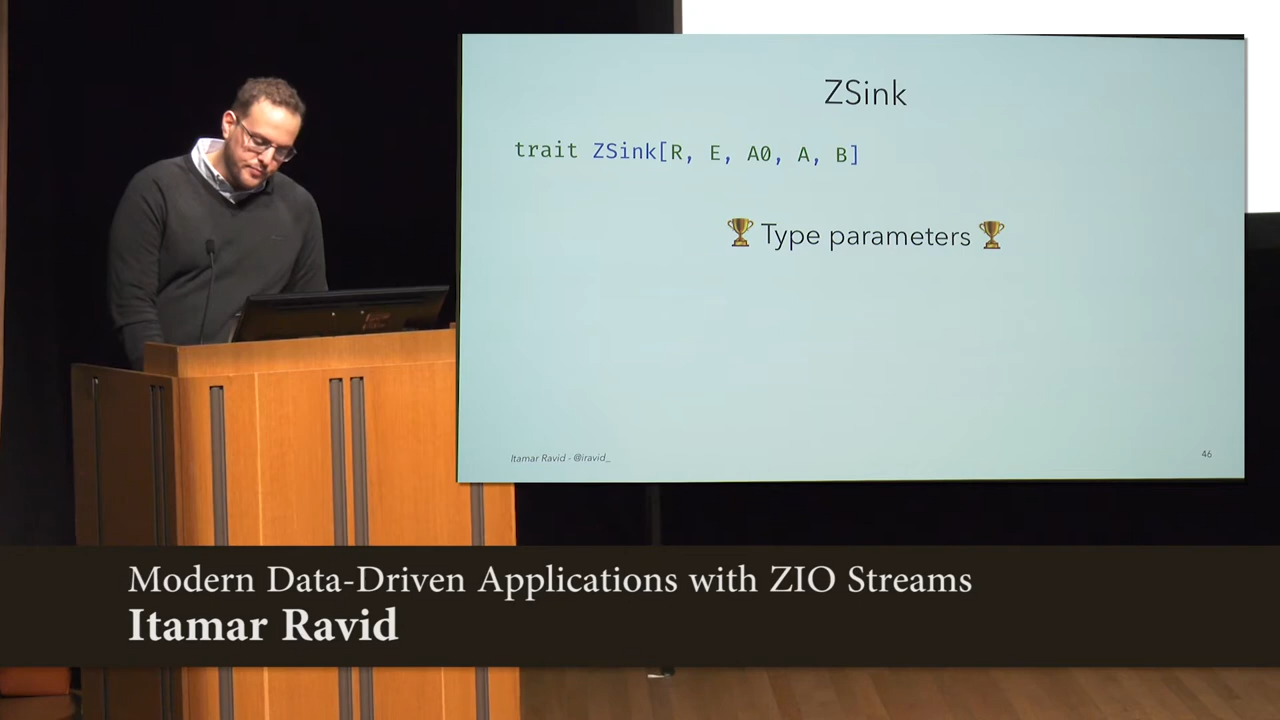 ZSink
trait ZSink[R, E, A0, A, B]
🏆 Type parameters 🏆
Itamar Ravid - @iravid_
46
Modern Data-Driven Applications with ZIO Streams
Itamar Ravid